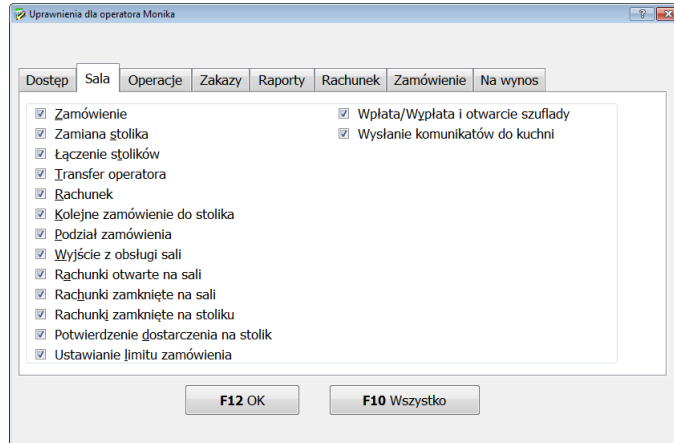 Uprawnienia dla operatora Monika
Dostęp Sala Operacje Zakazy Raporty Rachunek Zamówienie Na wynos
Zamówienie
Zamiana stolika
Łączenie stolików
Transfer operatora
Rachunek
Kolejne zamówienie do stolika
Podział zamówienia
Wyjście z obsługi sali
Rachunki otwarte na sali
Rachunki zamknięte na sali
Rachunki zamknięte na stoliku
Potwierdzenie dostarczenia na stolik
Ustawianie limitu zamówienia
Wpłata/Wypłata i otwarcie szuflady
Wysłanie komunikatów do kuchni
F12 OK F10 Wszystko